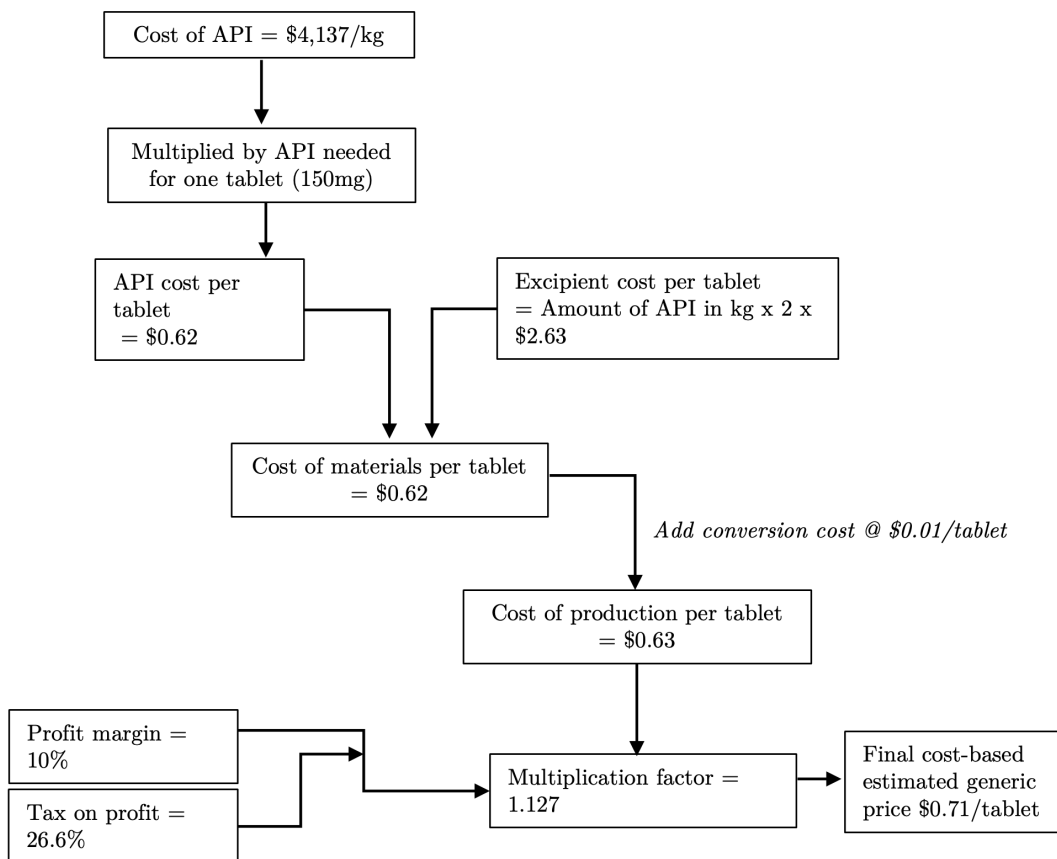 Cost of API = $4,137/kg
Multiplied by API needed
for one tablet (150mg)
API cost per
tablet
= $0.62
Excipient cost per tablet
= Amount of API in kg x 2 x
$2.63
Cost of materials per tablet
= $0.62
Add conversion cost @ $0.01/tablet
Cost of production per tablet
= $0.63
Profit margin =
10%
Tax on profit =
26.6%
Multiplication factor =
1.127
Final cost-based
estimated generic
price $0.71/tablet